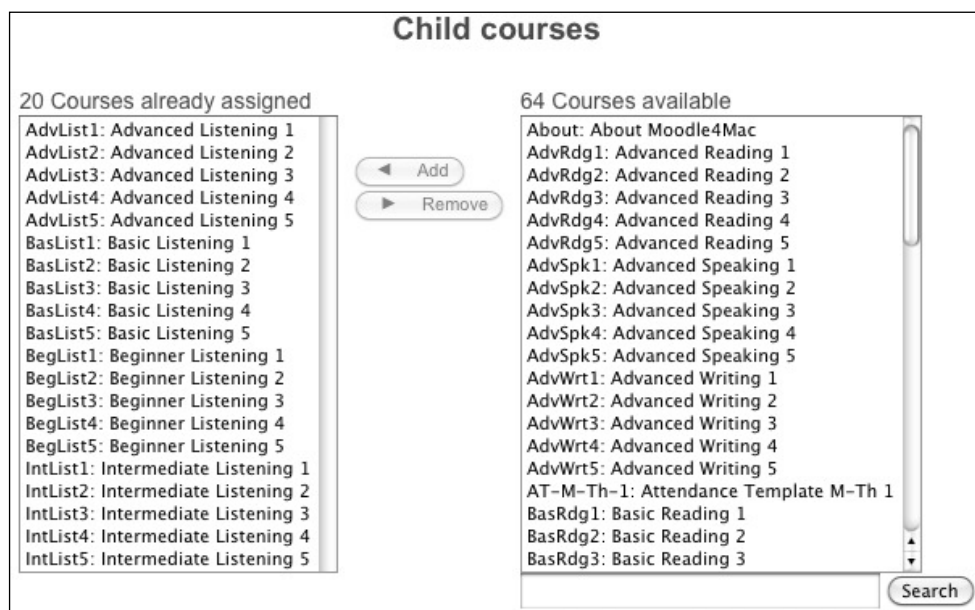 Child courses
20 Courses already assigned
AdvList1: Advanced Listening 1
AdvList2: Advanced Listening 2
AdvList3: Advanced Listening 3
AdvList4: Advanced Listening 4
AdvList5: Advanced Listening 5
BasList1: Basic Listening 1
BasList2: Basic Listening 2
BasList3: Basic Listening 3
BasList4: Basic Listening 4
BasList5: Basic Listening 5
BegList1: Beginner Listening 1
BegList2: Beginner Listening 2
BegList3: Beginner Listening 3
BegList4: Beginner Listening 4
BegList5: Beginner Listening 5
IntList1: Intermediate Listening 1
IntList2: Intermediate Listening 2
IntList3: Intermediate Listening 3
IntList4: Intermediate Listening 4
IntList5: Intermediate Listening 5
◄ Add
► Remove
64 Courses available
About: About Moodle4Mac
AdvRdg1: Advanced Reading 1
AdvRdg2: Advanced Reading 2
AdvRdg3: Advanced Reading 3
AdvRdg4: Advanced Reading 4
AdvRdg5: Advanced Reading 5
AdvSpk1: Advanced Speaking 1
AdvSpk2: Advanced Speaking 2
AdvSpk3: Advanced Speaking 3
AdvSpk4: Advanced Speaking 4
AdvSpk5: Advanced Speaking 5
AdvWrt1: Advanced Writing 1
AdvWrt2: Advanced Writing 2
AdvWrt3: Advanced Writing 3
AdvWrt4: Advanced Writing 4
AdvWrt5: Advanced Writing 5
AT-M-Th-1: Attendance Template M-Th 1
BasRdg1: Basic Reading 1
BasRdg2: Basic Reading 2
BasRdg3: Basic Reading 3
Search